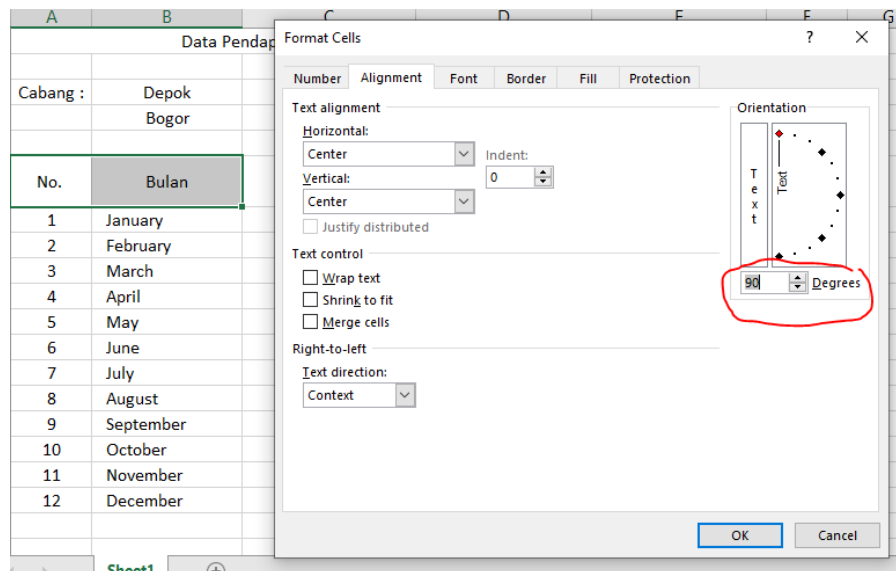 A B C D E F G
Data Pendap
Cabang : Depok
Bogor
No. Bulan
1 January
2 February
3 March
4 April
5 May
6 June
7 July
8 August
9 September
10 October
11 November
12 December
Sheet1
Format Cells ? ×
Number Alignment Font Border Fill Protection
Text alignment
Horizontal:
Center
Indent:
0
Vertical:
Center
Justify distributed
Text control
Wrap text
Shrink to fit
Merge cells
Right-to-left
Text direction:
Context
Orientation
Text
Text
90 Degrees
OK Cancel